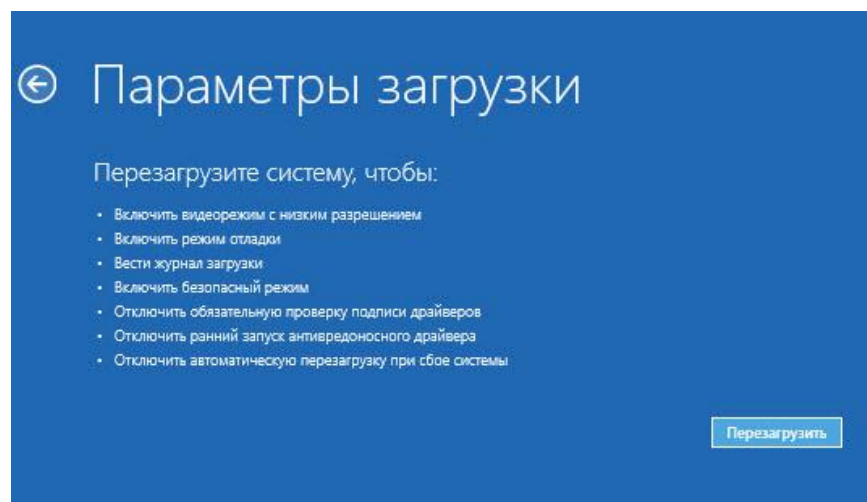 Параметры загрузки
Перезагрузите систему, чтобы:
• Включить видеорежим с низким разрешением
• Включить режим отладки
• Вести журнал загрузки
• Включить безопасный режим
• Отключить обязательную проверку подписи драйверов
• Отключить ранний запуск антивредоносного драйвера
• Отключить автоматическую перезагрузку при сбое системы
Перезагрузить